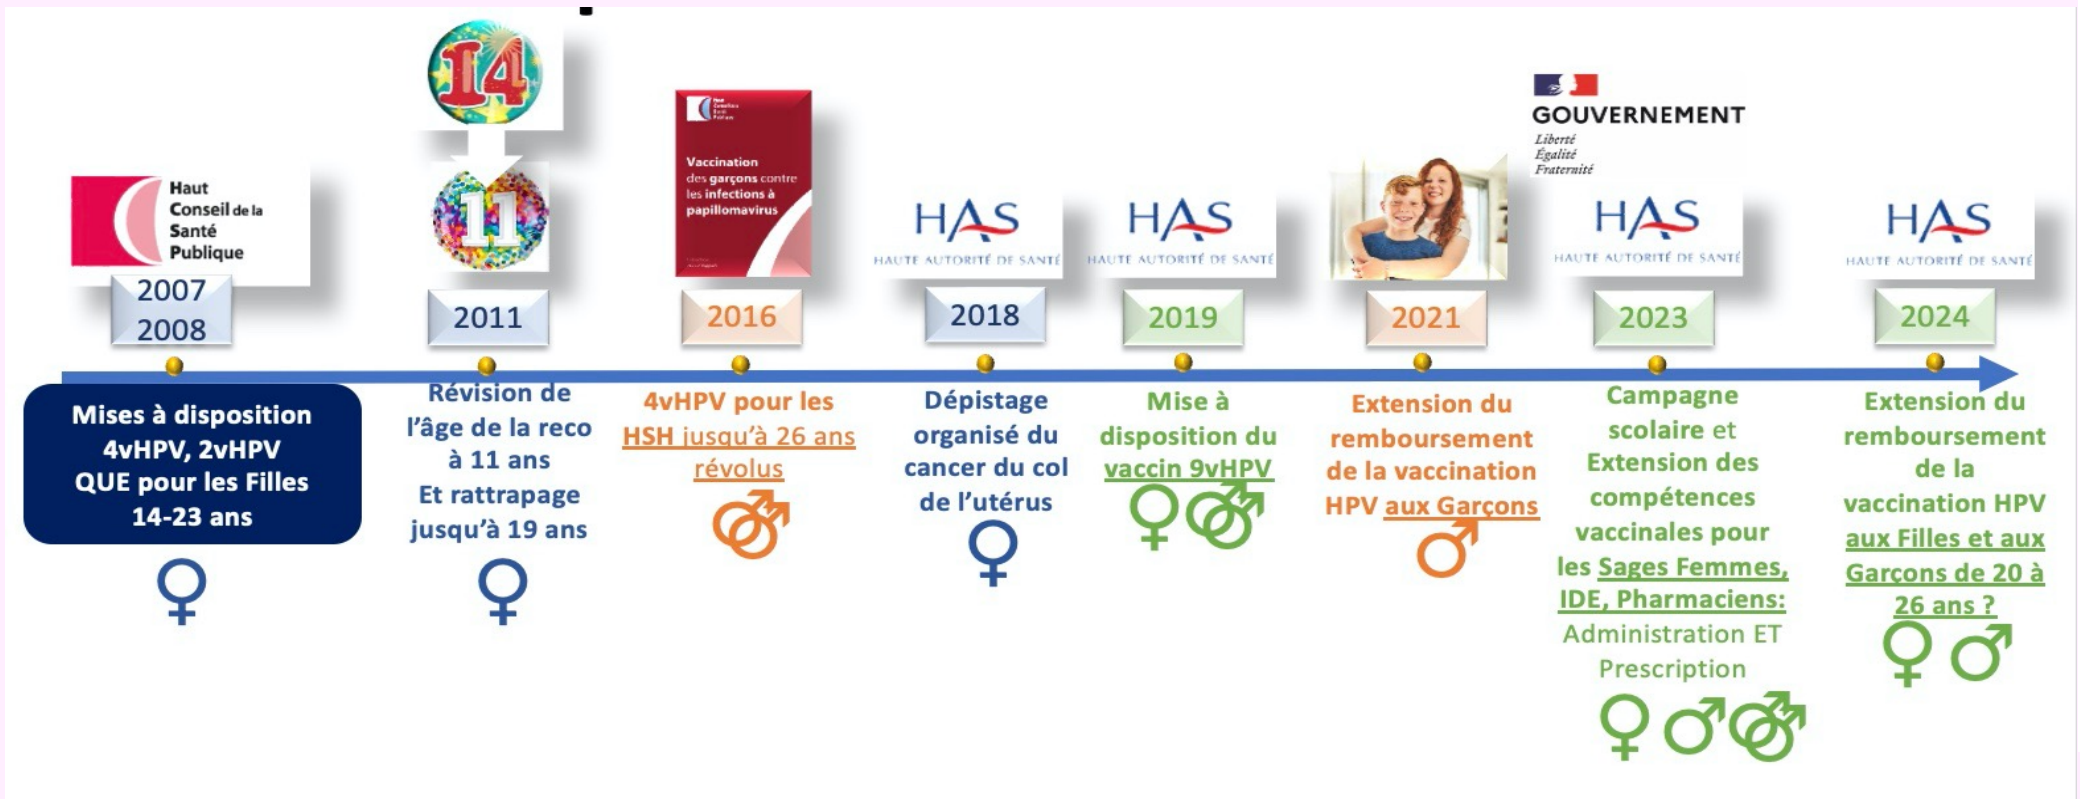 14
11
Haut
Conseil de la
Santé
Publique
Vaccination
des garçons contre
les infections à
papillomavirus
HAS
HAUTE AUTORITÉ DE SANTÉ
HAS
HAUTE AUTORITÉ DE SANTÉ
GOUVERNEMENT
Liberté
Égalité
Fraternité
HAS
HAUTE AUTORITÉ DE SANTÉ
HAS
HAUTE AUTORITÉ DE SANTÉ
2007
2008
2011
2016
2018
2019
2021
2023
2024
Mises à disposition
4vHPV, 2vHPV
QUE pour les Filles
14-23 ans
Révision de
l’âge de la reco
à 11 ans
Et rattrapage
jusqu’à 19 ans
4vHPV pour les
HSH jusqu’à 26 ans
révolus
Dépistage
organisé du
cancer du col
de l’utérus
Mise à
disposition du
vaccin 9vHPV
Extension du
remboursement
de la vaccination
HPV aux Garçons
Campagne
scolaire et
Extension des
compétences
vaccinales pour
les Sages Femmes,
IDE, Pharmaciens:
Administration ET
Prescription
Extension du
remboursement
de la
vaccination HPV
aux Filles et aux
Garçons de 20 à
26 ans ?